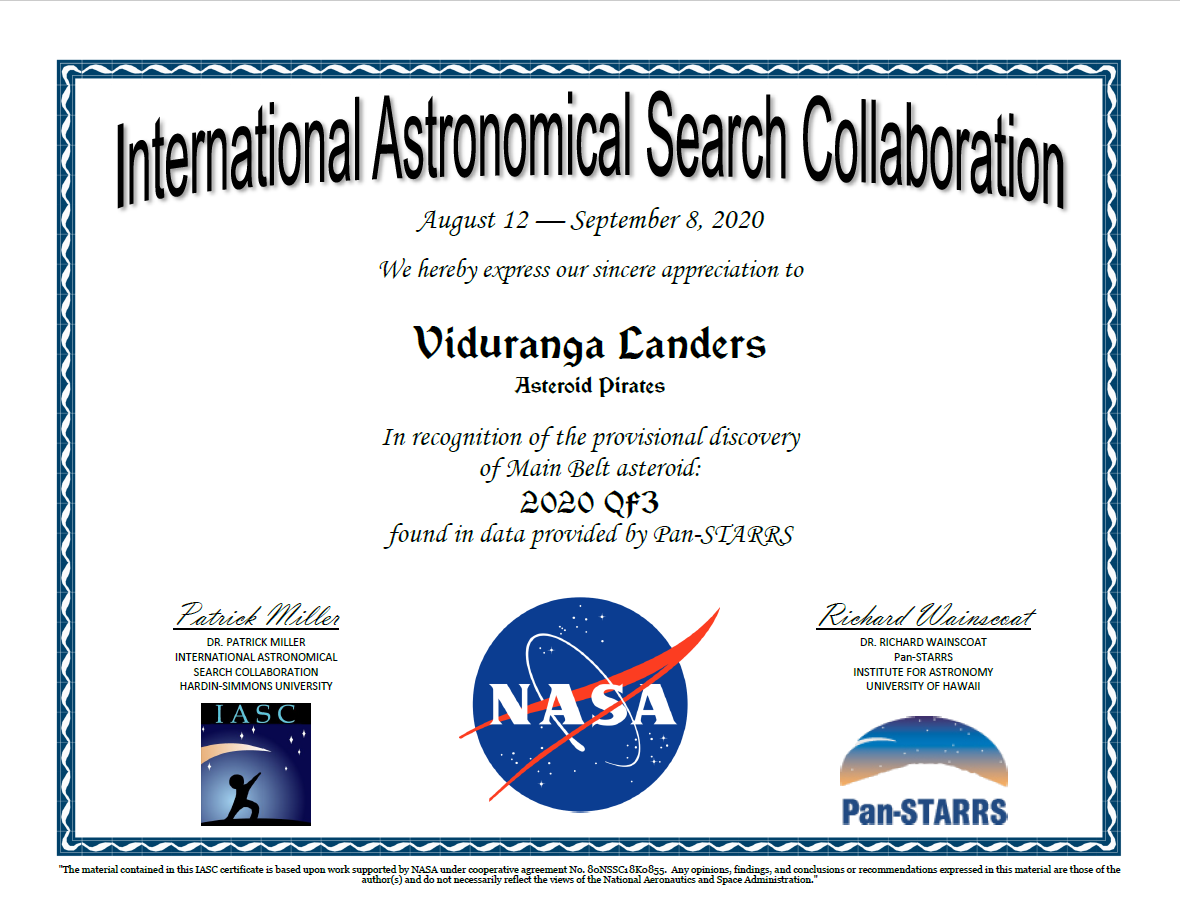 International Astronomical Search Collaboration
August 12 — September 8, 2020
We hereby express our sincere appreciation to
Viduranga Landers
Asteroid Pirates
In recognition of the provisional discovery
of Main Belt asteroid:
2020 QF3
found in data provided by Pan-STARRS
Patrick Miller
DR. PATRICK MILLER
INTERNATIONAL ASTRONOMICAL
SEARCH COLLABORATION
HARDIN-SIMMONS UNIVERSITY
IASC
NASA
Richard Wainscoat
DR. RICHARD WAINSCOAT
Pan-STARRS
INSTITUTE FOR ASTRONOMY
UNIVERSITY OF HAWAII
Pan-STARRS
"The material contained in this IASC certificate is based upon work supported by NASA under cooperative agreement No. 80NSSC18K0855.  Any opinions, findings, and conclusions or recommendations expressed in this material are those of the
author(s) and do not necessarily reflect the views of the National Aeronautics and Space Administration."